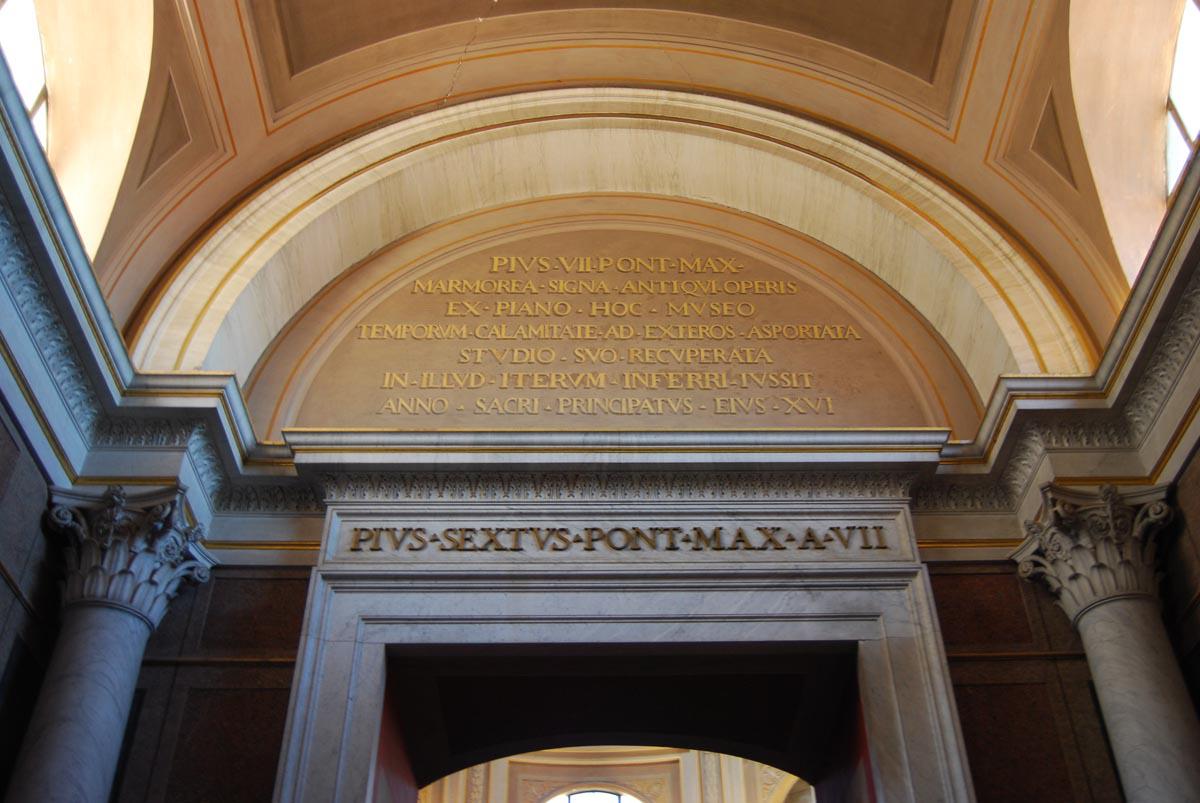 PIVS·VII·PONT·MAX·
MARMOREA·SIGNA·ANTIQVI·OPERIS
EX·PIANO·HOC·MVSEO
TEMPORVM·CALAMITATE·AD·EXTEROS·ASPORTATA
STVDIO·SVO·RECVPERATA
IN·ILLVD·ITERVM·INFERRI·IVSSIT
ANNO·SACRI·PRINCIPATVS·EIVS·XVI
PIVS·SEXTVS·PONT·MAX·A·VII